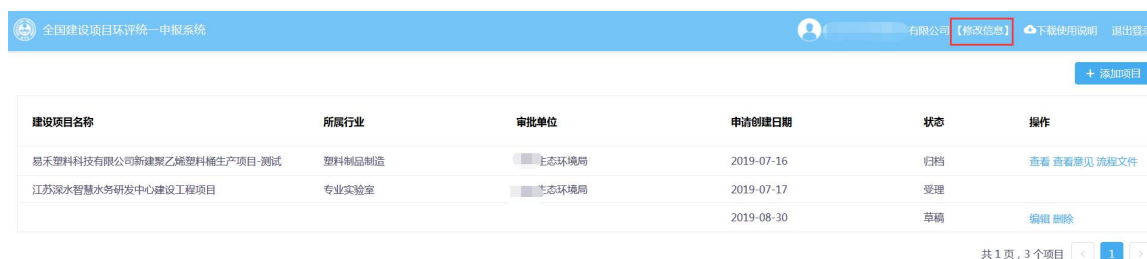 全国建设项目环评统一申报系统 有限公司【修改信息】 下载使用说明 退出登录
+ 添加项目
建设项目名称 所属行业 审批单位 申请创建日期 状态 操作
易禾塑料科技有限公司新建聚乙烯塑料桶生产项目-测试 塑料制品制造 生态环境局 2019-07-16 归档 查看 查看意见 流程文件
江苏深水智慧水务研发中心建设工程项目 专业实验室 生态环境局 2019-07-17 受理
2019-08-30 草稿 编辑 删除
共 1 页，3 个项目 < 1 >